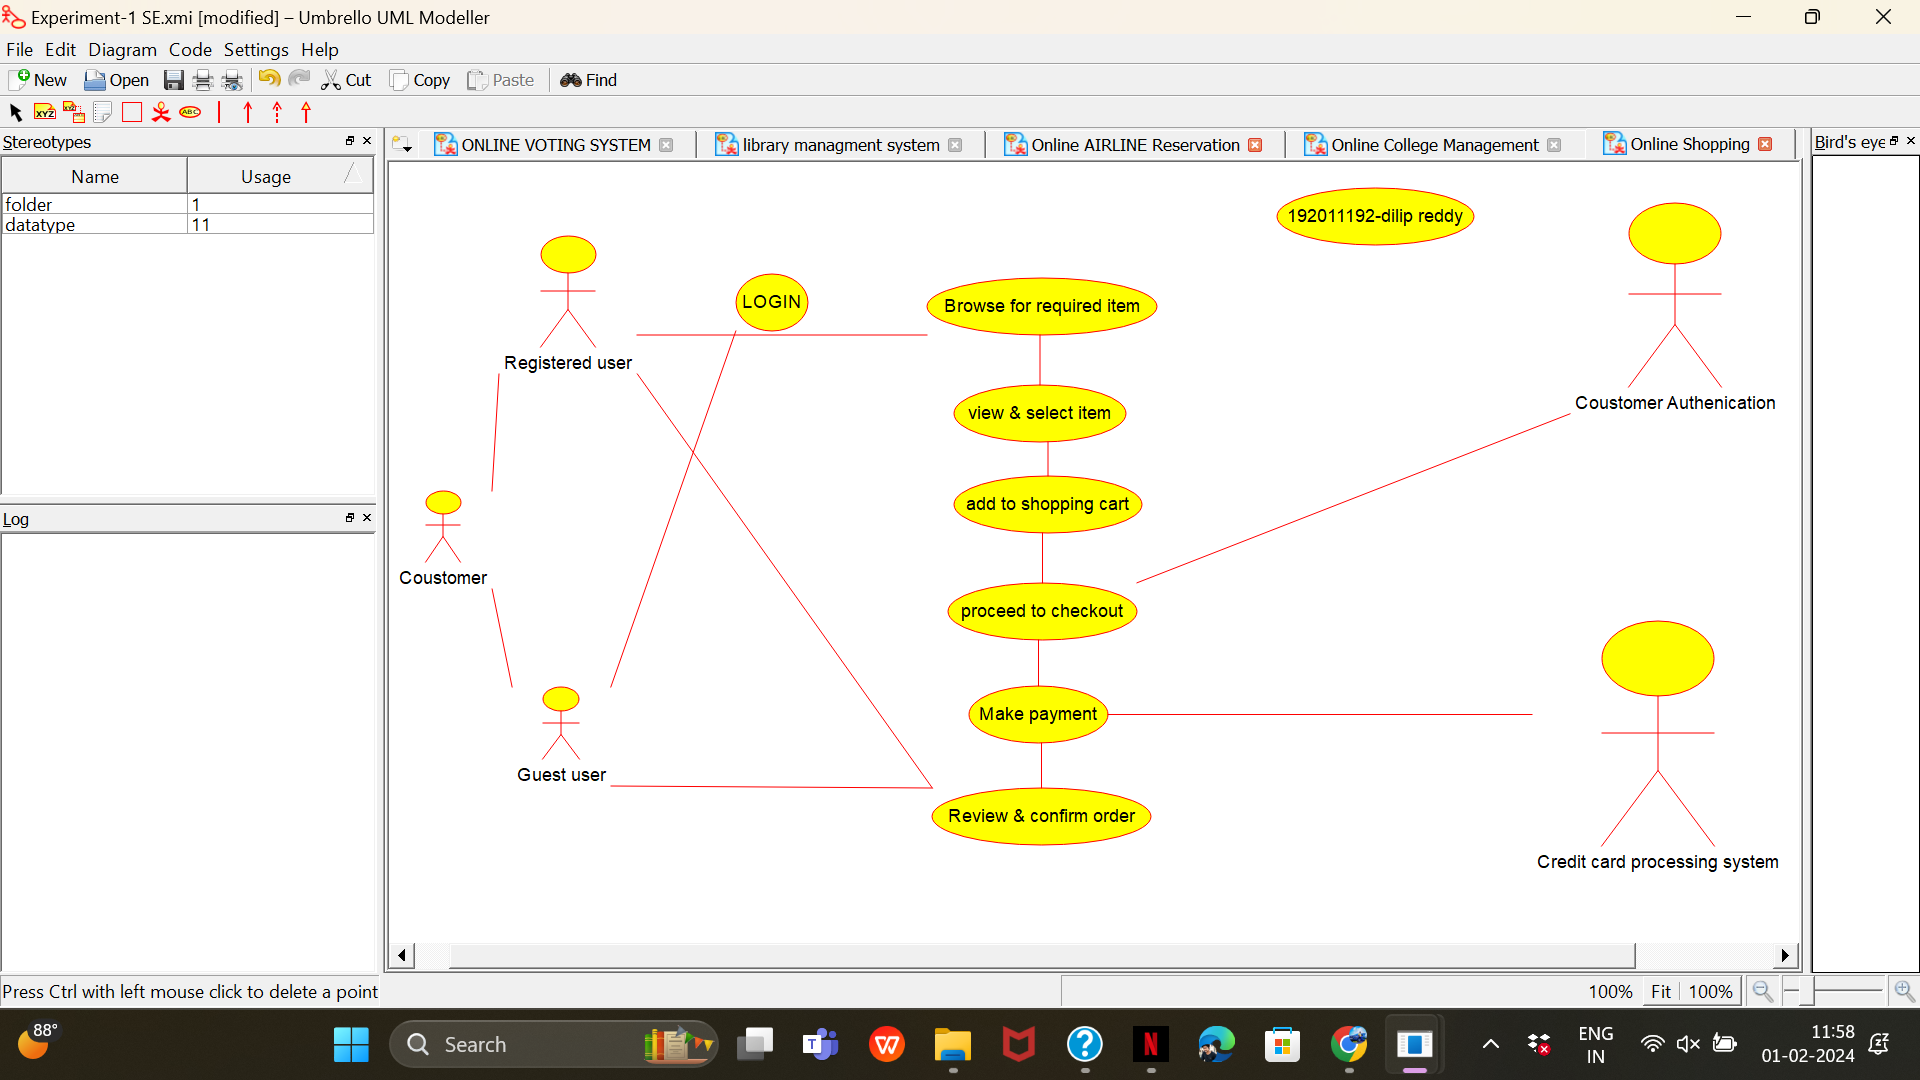 Experiment-1 SE.xmi [modified] – Umbrello UML Modeller
File Edit Diagram Code Settings Help
New Open Cut Copy Paste Find
XYZ XYZ ABC
Stereotypes
Name Usage
folder 1
datatype 11
Log
ONLINE VOTING SYSTEM library managment system Online AIRLINE Reservation Online College Management Online Shopping
Bird's eye
192011192-dilip reddy
LOGIN
Browse for required item
Registered user
Coustomer Authenication
view & select item
add to shopping cart
Coustomer
proceed to checkout
Make payment
Guest user
Review & confirm order
Credit card processing system
Press Ctrl with left mouse click to delete a point
100% Fit 100%
88°
Search
ENG
IN
11:58
01-02-2024